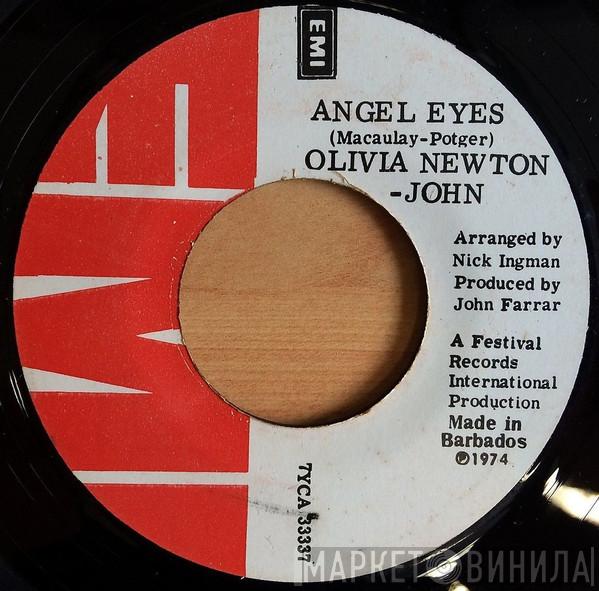 EMI
ANGEL EYES
(Macaulay-Potger)
OLIVIA NEWTON
-JOHN
Arranged by
Nick Ingman
Produced by
John Farrar
A Festival
Records
International
Production
Made in
Barbados
℗1974
7YCA 33337
EMI
МАРКЕТ ВИНИЛА